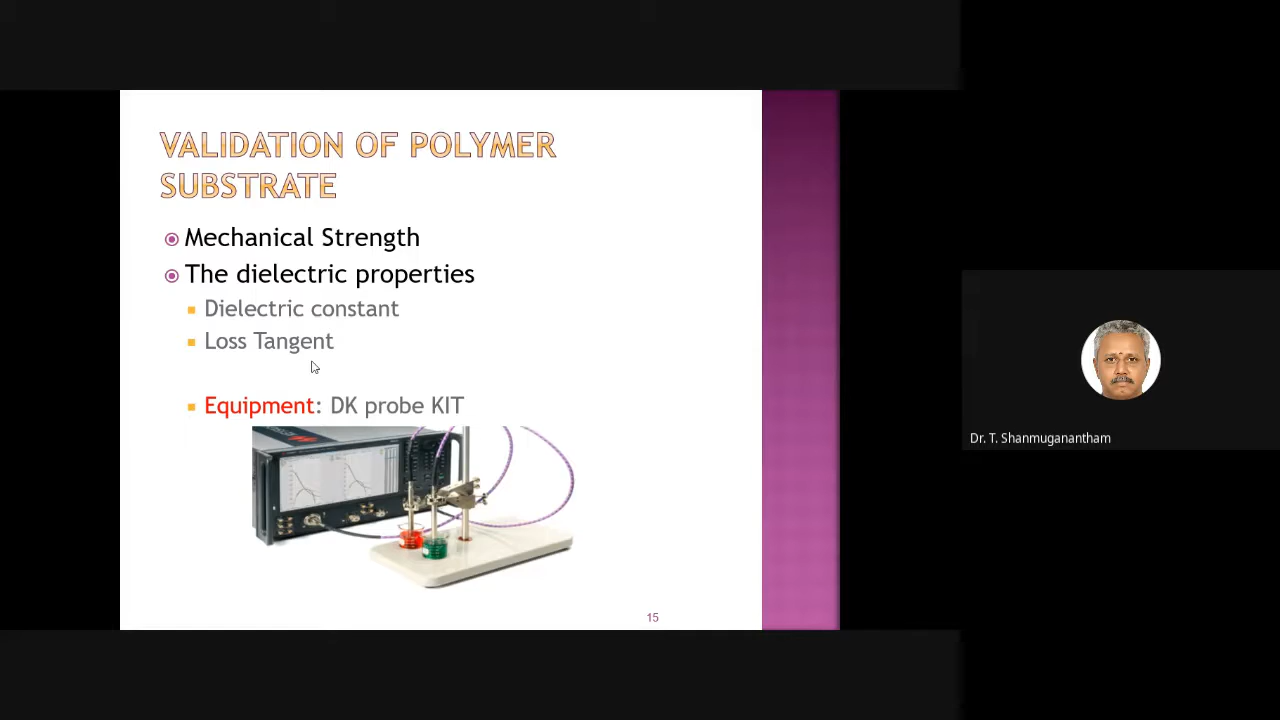 VALIDATION OF POLYMER
SUBSTRATE
Mechanical Strength
The dielectric properties
Dielectric constant
Loss Tangent
Equipment: DK probe KIT
15
Dr. T. Shanmuganantham